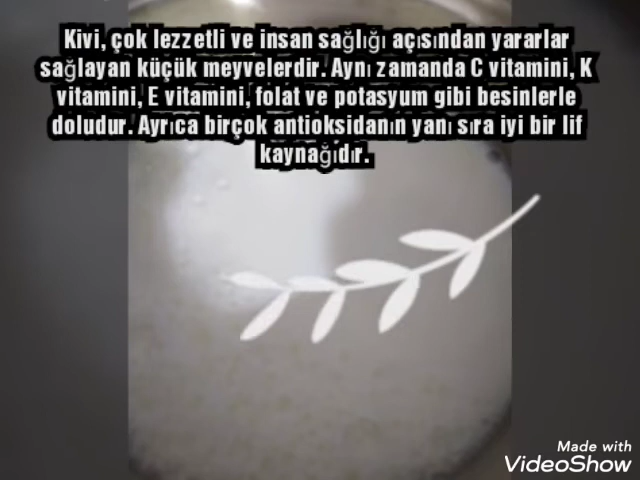 Kivi, çok lezzetli ve insan sağlığı açısından yararlar
sağlayan küçük meyvelerdir. Aynı zamanda C vitamini, K
vitamini, E vitamini, folat ve potasyum gibi besinlerle
doludur. Ayrıca birçok antioksidanın yanı sıra iyi bir lif
kaynağıdır.
Made with
VideoShow